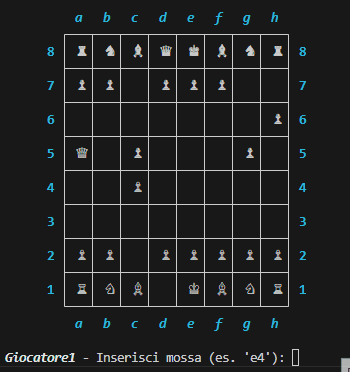 a b c d e f g h
8 ♜ ♞ ♝ ♛ ♚ ♝ ♞ ♜ 8
7 ♟ ♟ ♟ ♟ ♟ 7
6 ♟ 6
5 ♕ ♟ ♟ 5
4 ♟ 4
3 3
2 ♟ ♟ ♟ ♟ ♟ ♟ ♟ 2
1 ♖ ♘ ♗ ♔ ♗ ♘ ♖ 1
a b c d e f g h
Giocatore1 - Inserisci mossa (es. 'e4'):